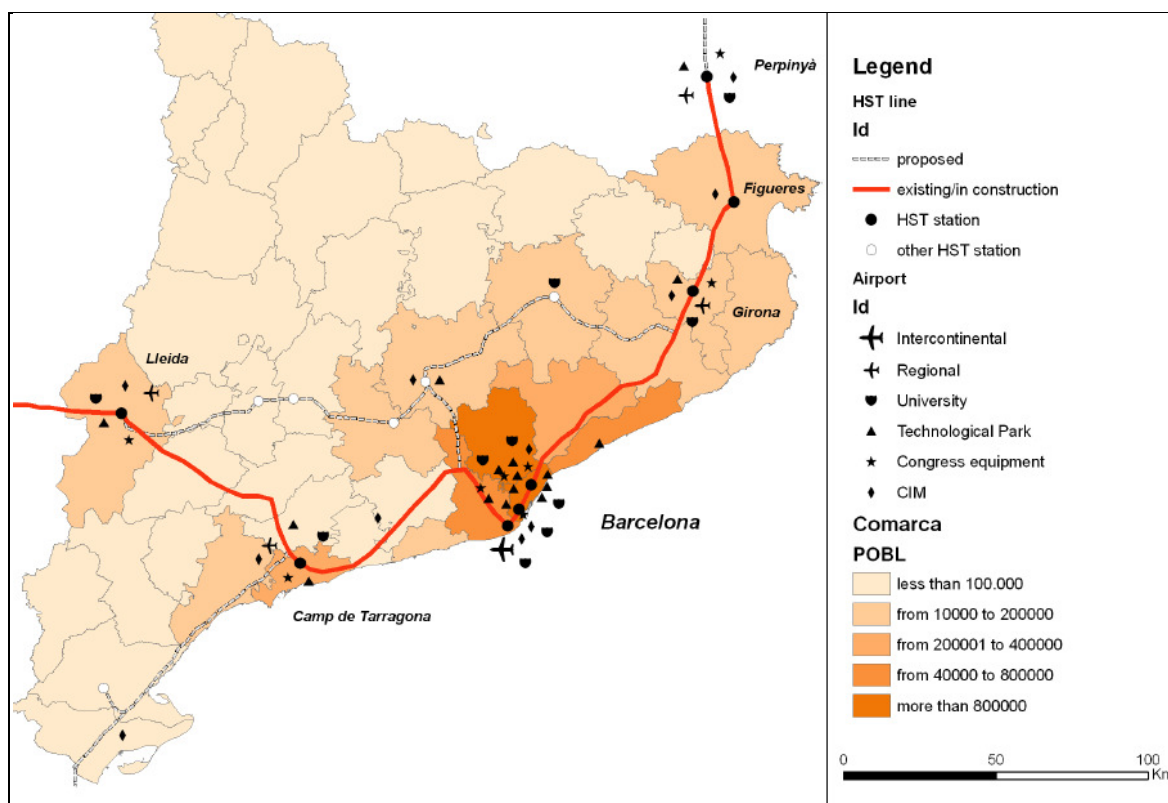 Perpinyà
Figueres
Girona
Lleida
Barcelona
Camp de Tarragona
Legend
HST line
Id
proposed
existing/in construction
HST station
other HST station
Airport
Id
Intercontinental
Regional
University
Technological Park
Congress equipment
CIM
Comarca
POBL
less than 100.000
from 10000 to 200000
from 200001 to 400000
from 40000 to 800000
more than 800000
0 50 100
Km